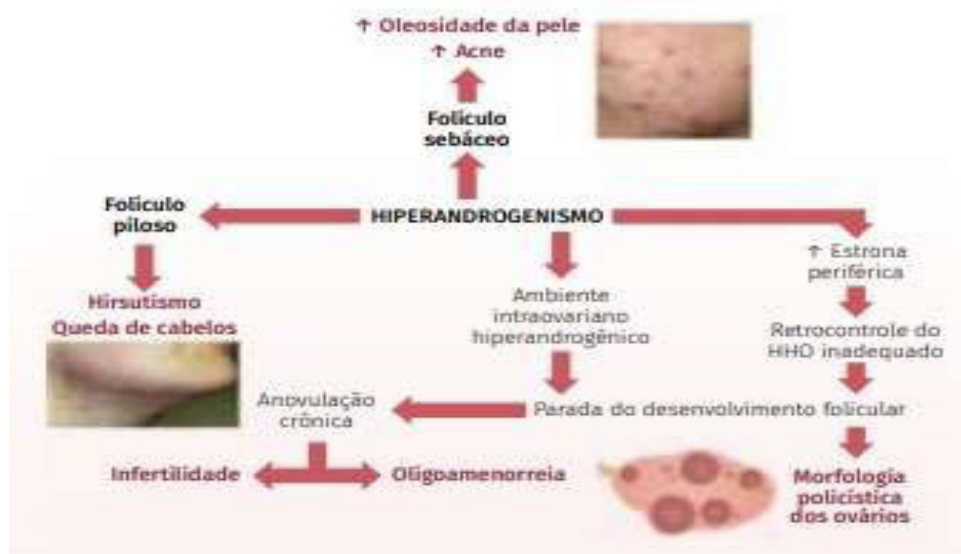 ↑ Oleosidade da pele
↑ Acne
Folículo
sebáceo
Folículo
piloso
HIPERANDROGENISMO
↑ Estrona
periférica
Hirsutismo
Queda de cabelos
Ambiente
intraovariano
hiperandrogênico
Retrocontrole do
HHO inadequado
Anovulação
crônica
Parada do desenvolvimento folicular
Infertilidade
Oligoamenorreia
Morfologia
policística
dos ovários